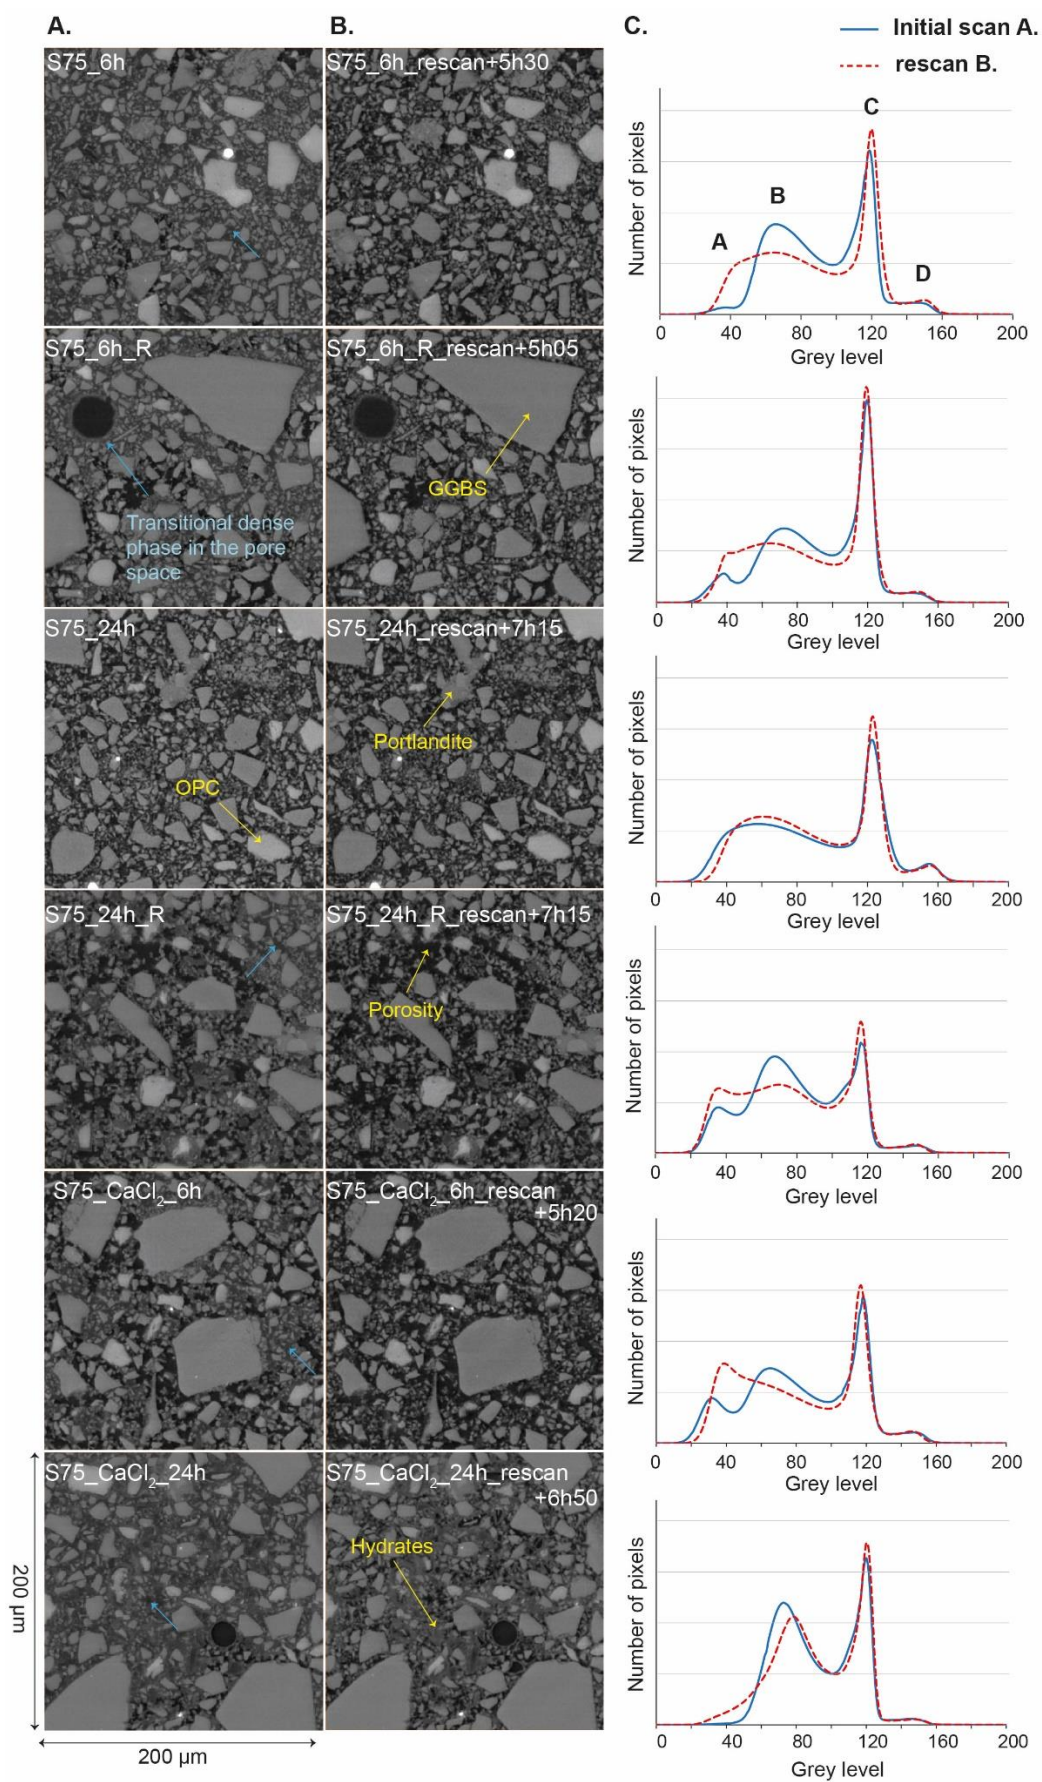 A.
B.
C.
Initial scan A.
rescan B.
S75_6h
S75_6h_rescan+5h30
Number of pixels
A
B
C
D
0 40 80 120 160 200
Grey level
S75_6h_R
S75_6h_R_rescan+5h05
GGBS
Transitional dense
phase in the pore
space
Number of pixels
0 40 80 120 160 200
Grey level
S75_24h
S75_24h_rescan+7h15
Portlandite
OPC
Number of pixels
0 40 80 120 160 200
Grey level
S75_24h_R
S75_24h_R_rescan+7h15
Porosity
Number of pixels
0 40 80 120 160 200
Grey level
S75_CaCl2_6h
S75_CaCl2_6h_rescan
+5h20
Number of pixels
0 40 80 120 160 200
Grey level
S75_CaCl2_24h
S75_CaCl2_24h_rescan
+6h50
Hydrates
Number of pixels
0 40 80 120 160 200
Grey level
200 µm
200 µm